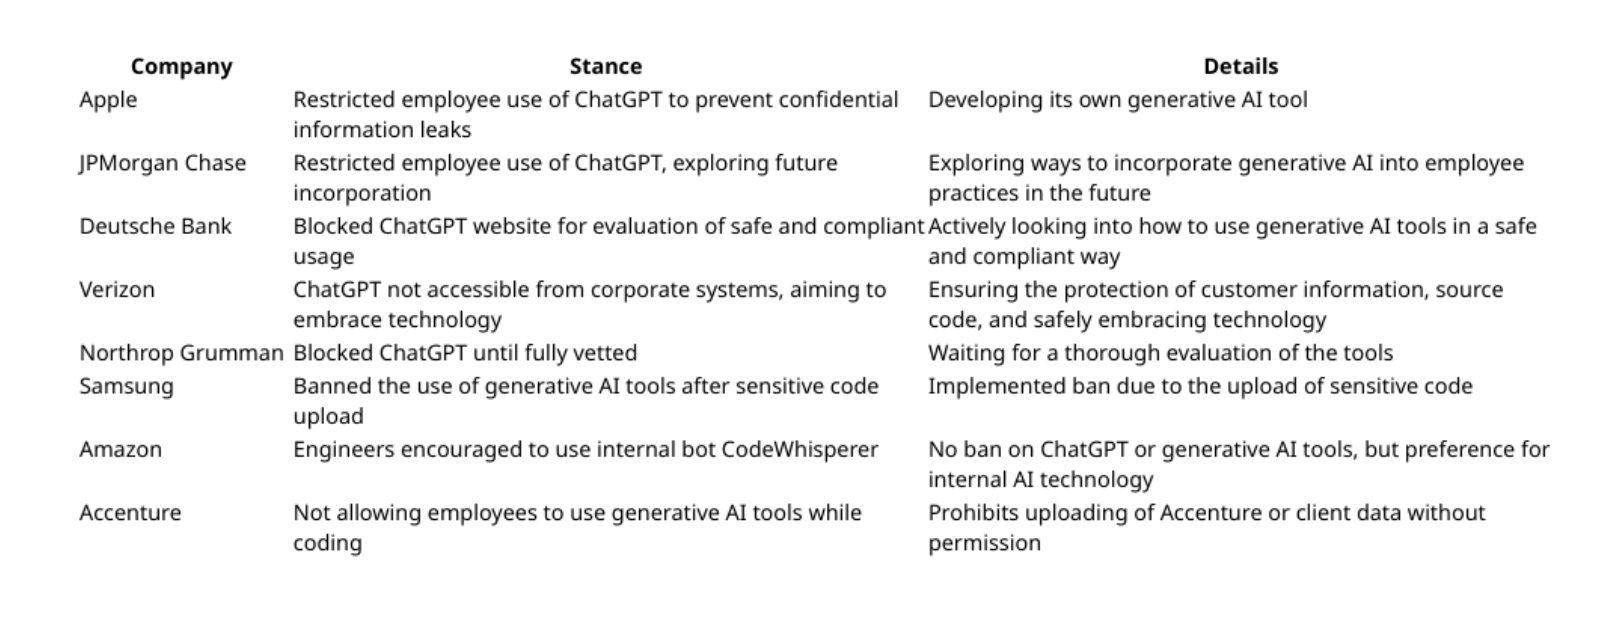 Company Stance Details
Apple Restricted employee use of ChatGPT to prevent confidential Developing its own generative AI tool
information leaks
JPMorgan Chase Restricted employee use of ChatGPT, exploring future Exploring ways to incorporate generative AI into employee
incorporation practices in the future
Deutsche Bank Blocked ChatGPT website for evaluation of safe and compliant Actively looking into how to use generative AI tools in a safe
usage and compliant way
Verizon ChatGPT not accessible from corporate systems, aiming to Ensuring the protection of customer information, source
embrace technology code, and safely embracing technology
Northrop Grumman Blocked ChatGPT until fully vetted Waiting for a thorough evaluation of the tools
Samsung Banned the use of generative AI tools after sensitive code Implemented ban due to the upload of sensitive code
upload
Amazon Engineers encouraged to use internal bot CodeWhisperer No ban on ChatGPT or generative AI tools, but preference for
internal AI technology
Accenture Not allowing employees to use generative AI tools while Prohibits uploading of Accenture or client data without
coding permission